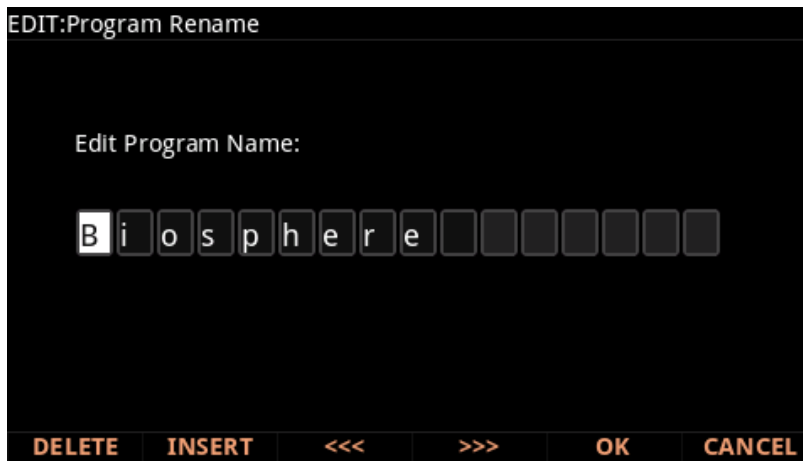 EDIT:Program Rename
Edit Program Name:
Biosphere
DELETE INSERT <<< >>> OK CANCEL